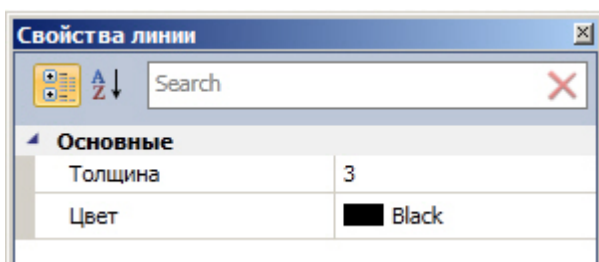 Свойства линии
A Z Search
Основные
Толщина 3
Цвет Black